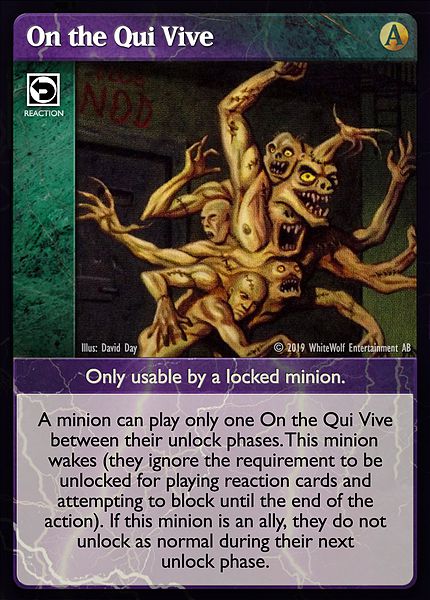 On the Qui Vive
A
REACTION
NOD
Illus: David Day
© 2019 WhiteWolf Entertainment AB
Only usable by a locked minion.
A minion can play only one On the Qui Vive
between their unlock phases. This minion
wakes (they ignore the requirement to be
unlocked for playing reaction cards and
attempting to block until the end of the
action). If this minion is an ally, they do not
unlock as normal during their next
unlock phase.